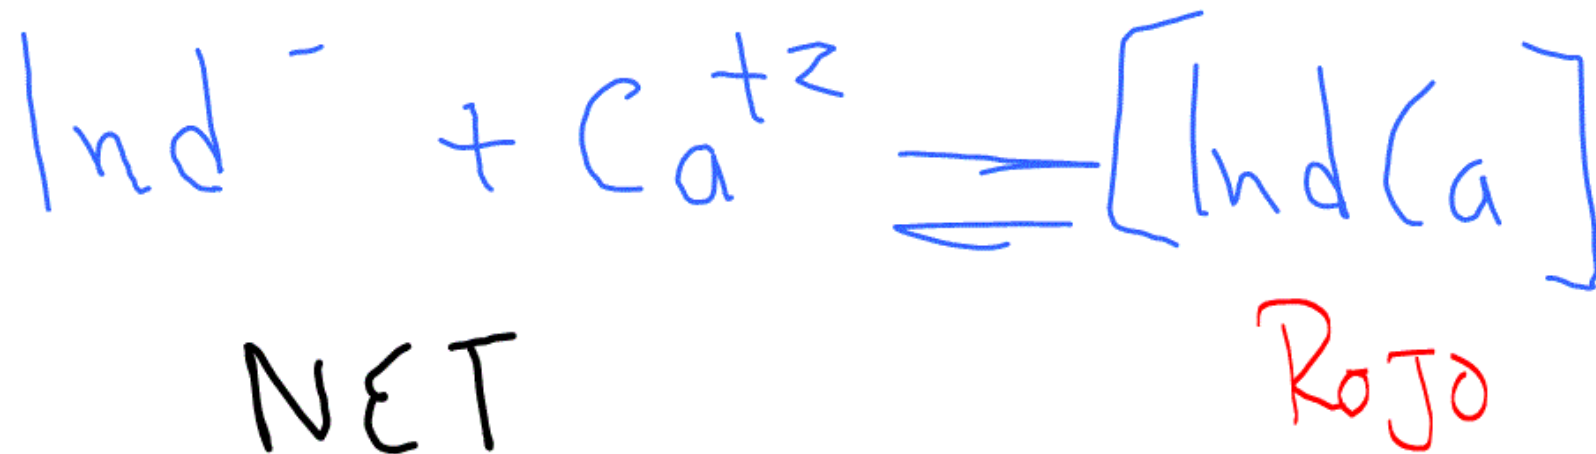 Ind⁻ + Ca⁺² ⇌ [IndCa]
NET Rojo